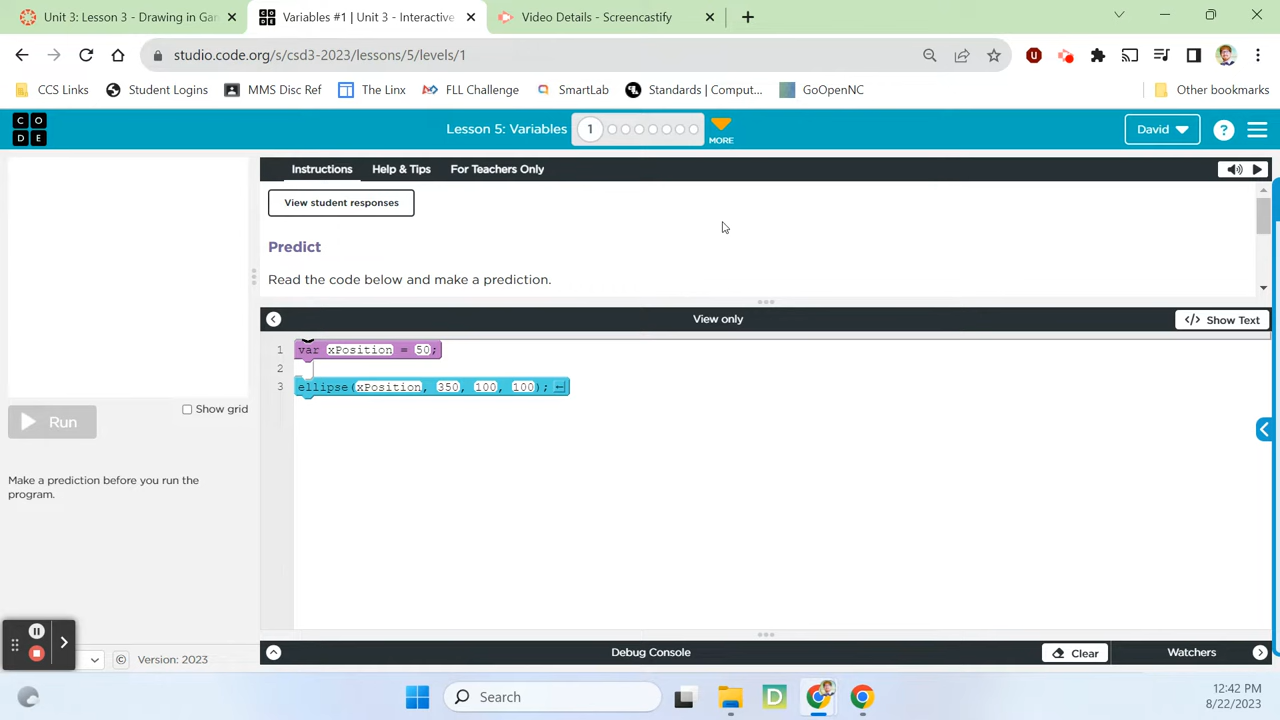 Unit 3: Lesson 3 - Drawing in Gar
Variables #1 | Unit 3 - Interactive
Video Details - Screencastify
studio.code.org/s/csd3-2023/lessons/5/levels/1
CCS Links
Student Logins
MMS Disc Ref
The Linx
FLL Challenge
SmartLab
Standards | Comput...
GoOpenNC
Other bookmarks
C O
D E
Lesson 5: Variables
1
MORE
David
?
Instructions
Help & Tips
For Teachers Only
View student responses
Predict
Read the code below and make a prediction.
View only
</> Show Text
1 var xPosition = 50;
2
3 ellipse(xPosition, 350, 100, 100);
Run
Show grid
Make a prediction before you run the
program.
© Version: 2023
Debug Console
Clear
Watchers
Search
12:42 PM
8/22/2023